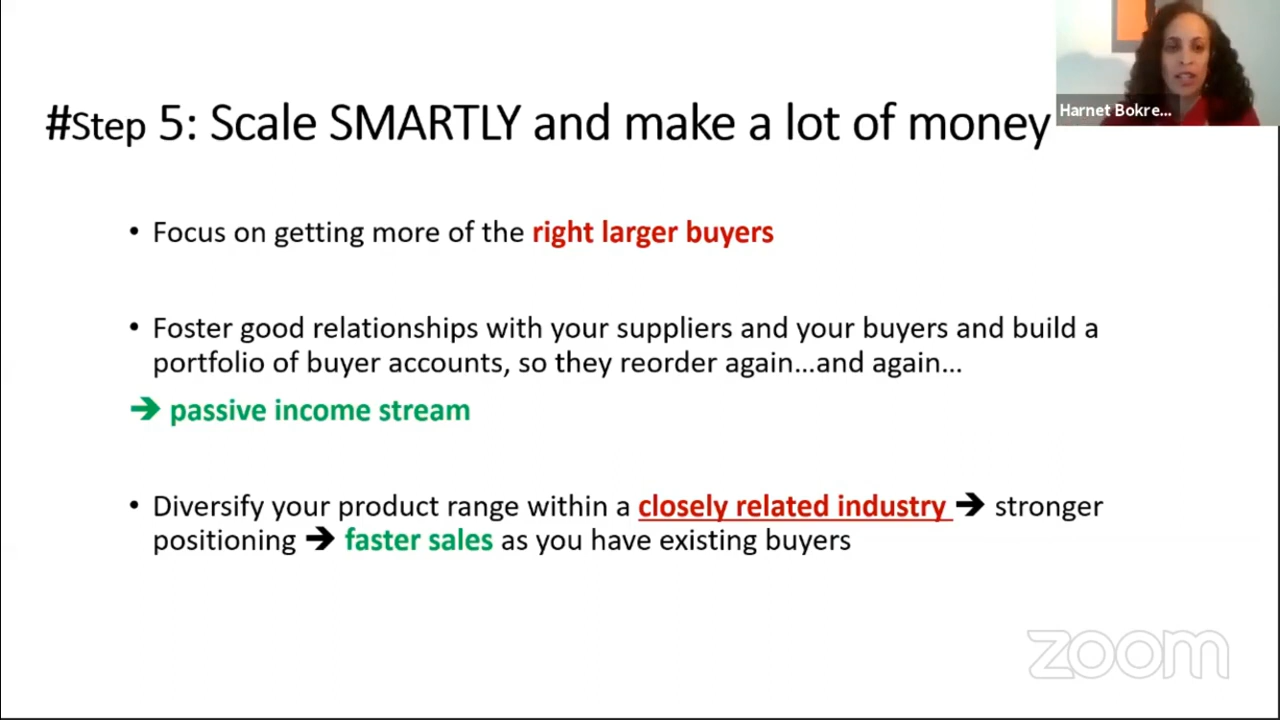 #Step 5: Scale SMARTLY and make a lot of money
Harnet Bokre...
• Focus on getting more of the right larger buyers
• Foster good relationships with your suppliers and your buyers and build a
portfolio of buyer accounts, so they reorder again...and again...
➔ passive income stream
• Diversify your product range within a closely related industry ➔ stronger
positioning ➔ faster sales as you have existing buyers
zoom